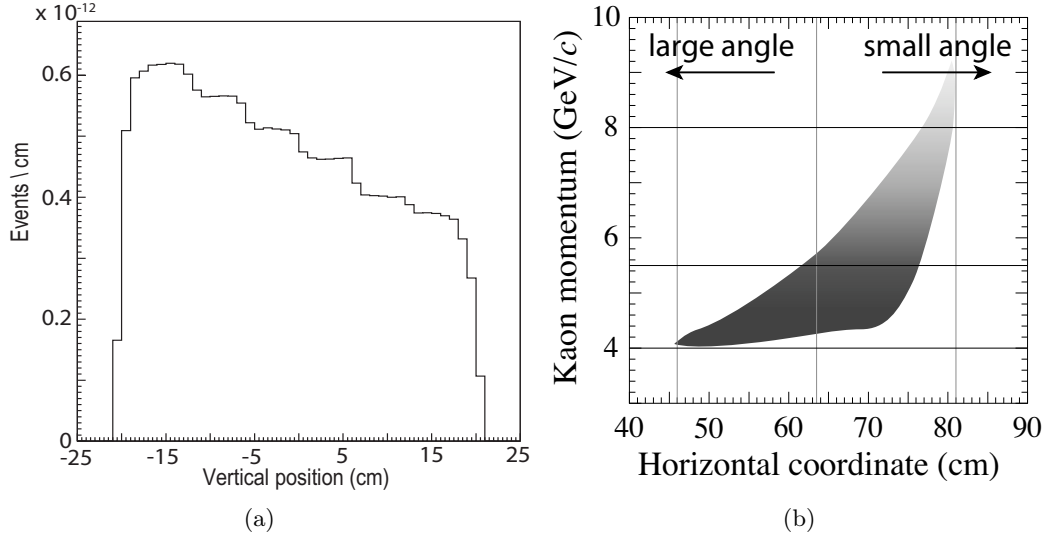 x 10-12
0.6
0.4
0.2
0
Events \ cm
-25
-15
-5
5
15
25
Vertical position (cm)
(a)
10
8
6
4
Kaon momentum (GeV/c)
large angle
small angle
40
50
60
70
80
90
Horizontal coordinate (cm)
(b)